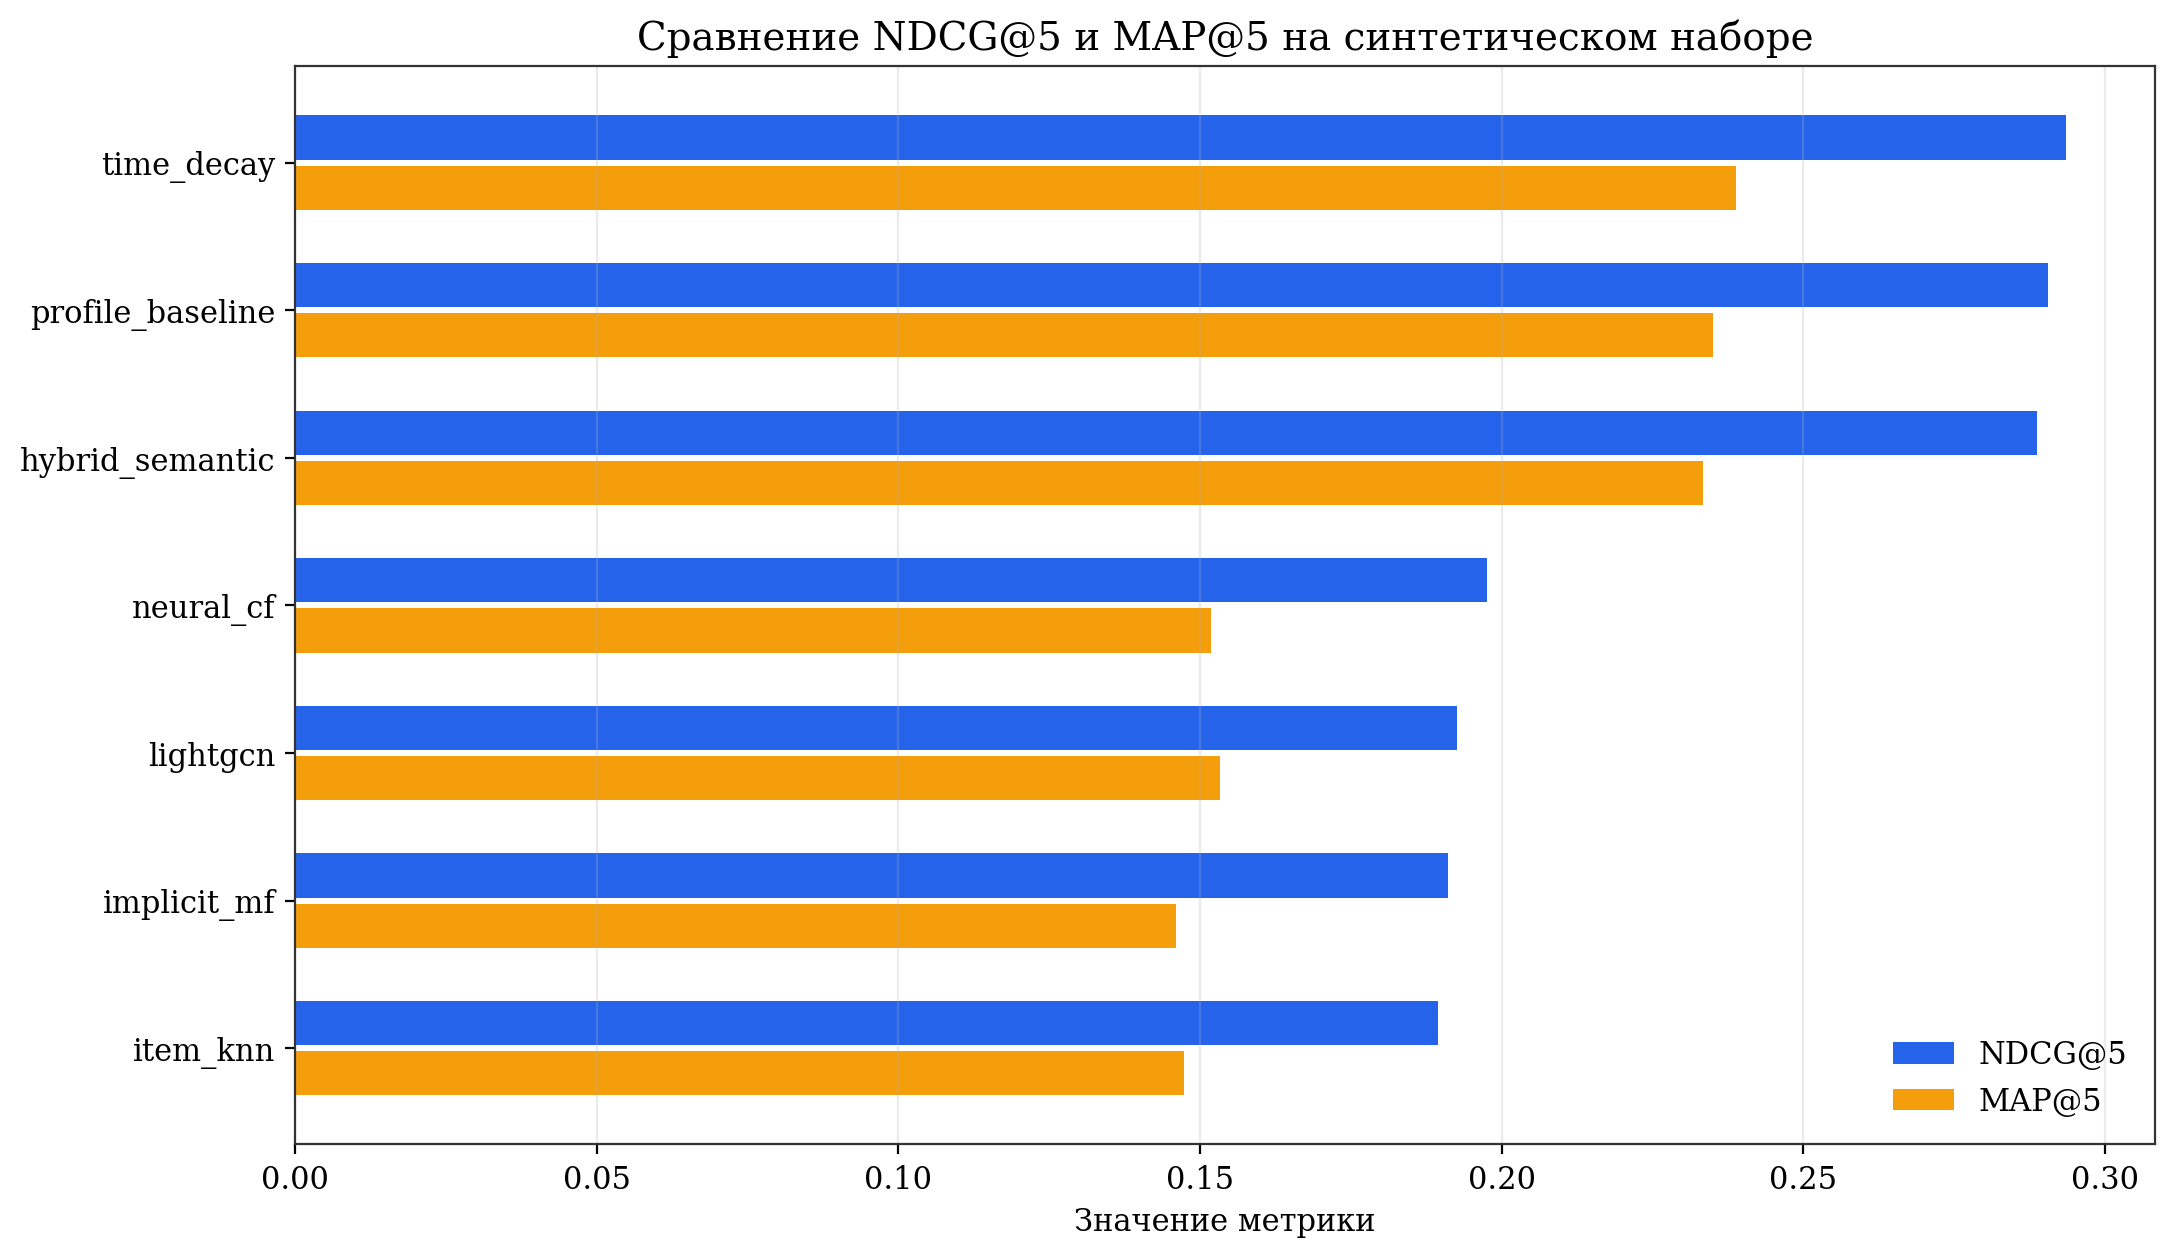 Сравнение NDCG@5 и MAP@5 на синтетическом наборе
time_decay
profile_baseline
hybrid_semantic
neural_cf
lightgcn
implicit_mf
item_knn
NDCG@5
MAP@5
0.00 0.05 0.10 0.15 0.20 0.25 0.30
Значение метрики